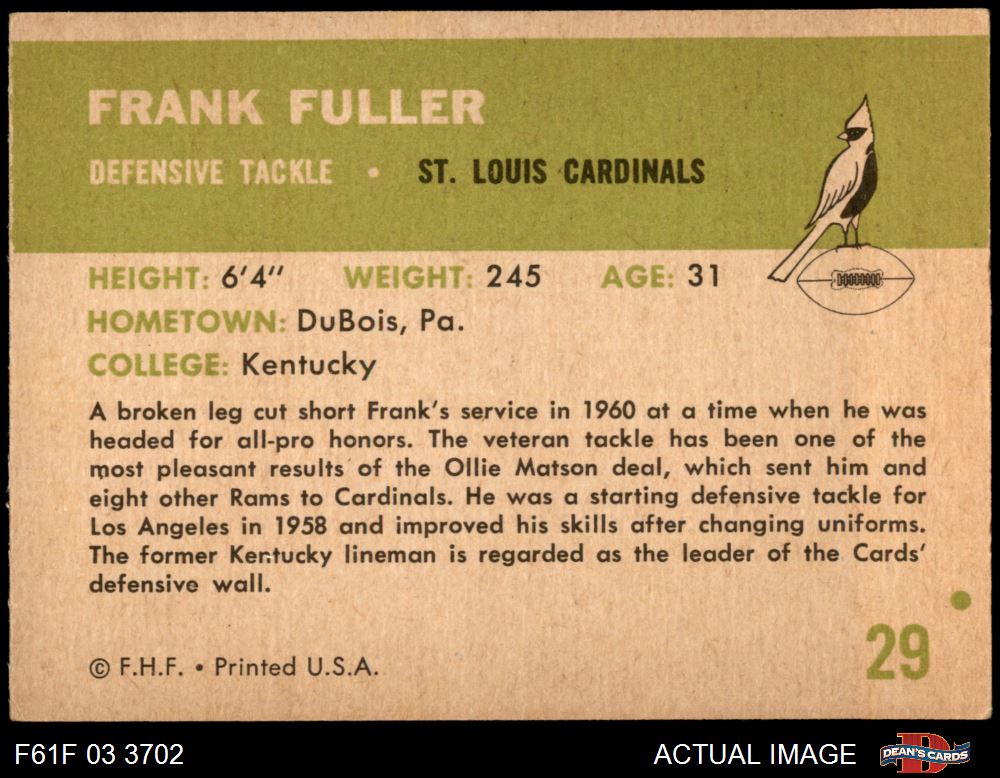 FRANK FULLER
DEFENSIVE TACKLE • ST. LOUIS CARDINALS
HEIGHT: 6'4" WEIGHT: 245 AGE: 31
HOMETOWN: DuBois, Pa.
COLLEGE: Kentucky
A broken leg cut short Frank's service in 1960 at a time when he was
headed for all-pro honors. The veteran tackle has been one of the
most pleasant results of the Ollie Matson deal, which sent him and
eight other Rams to Cardinals. He was a starting defensive tackle for
Los Angeles in 1958 and improved his skills after changing uniforms.
The former Kentucky lineman is regarded as the leader of the Cards'
defensive wall.
29
© F.H.F. • Printed U.S.A.
F61F 03 3702
ACTUAL IMAGE
DEAN'S CARDS